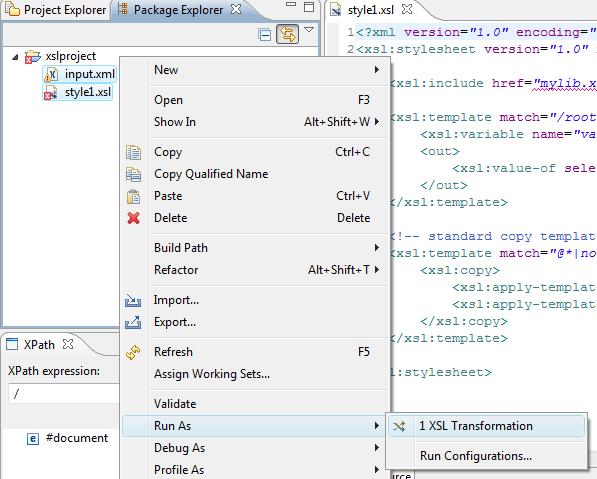 Project Explorer
Package Explorer
xslproject
input.xml
style1.xsl
New
Open F3
Show In Alt+Shift+W
Copy Ctrl+C
Copy Qualified Name
Paste Ctrl+V
Delete Delete
Build Path
Refactor Alt+Shift+T
Import...
Export...
Refresh F5
Assign Working Sets...
Validate
Run As
Debug As
Profile As
1 XSL Transformation
Run Configurations...
XPath
XPath expression:
/
#document
style1.xsl
1 <?xml version="1.0" encoding="
2 <xsl:stylesheet version="1.0"
<xsl:include href="mylib.x
<xsl:template match="/root
<xsl:variable name="va
<out>
<xsl:value-of sele
</out>
</xsl:template>
<!-- standard copy templat
<xsl:template match="@*|no
<xsl:copy>
<xsl:apply-templat
<xsl:apply-templat
</xsl:copy>
</xsl:template>
l:stylesheet>